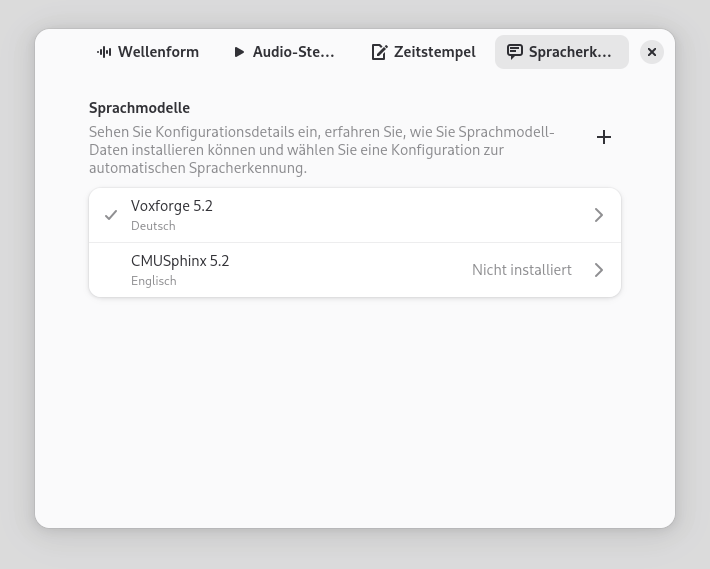 Wellenform
Audio-Ste...
Zeitstempel
Spracherk...
Sprachmodelle
Sehen Sie Konfigurationsdetails ein, erfahren Sie, wie Sie Sprachmodell-
Daten installieren können und wählen Sie eine Konfiguration zur
automatischen Spracherkennung.
Voxforge 5.2
Deutsch
CMUSphinx 5.2
Englisch
Nicht installiert